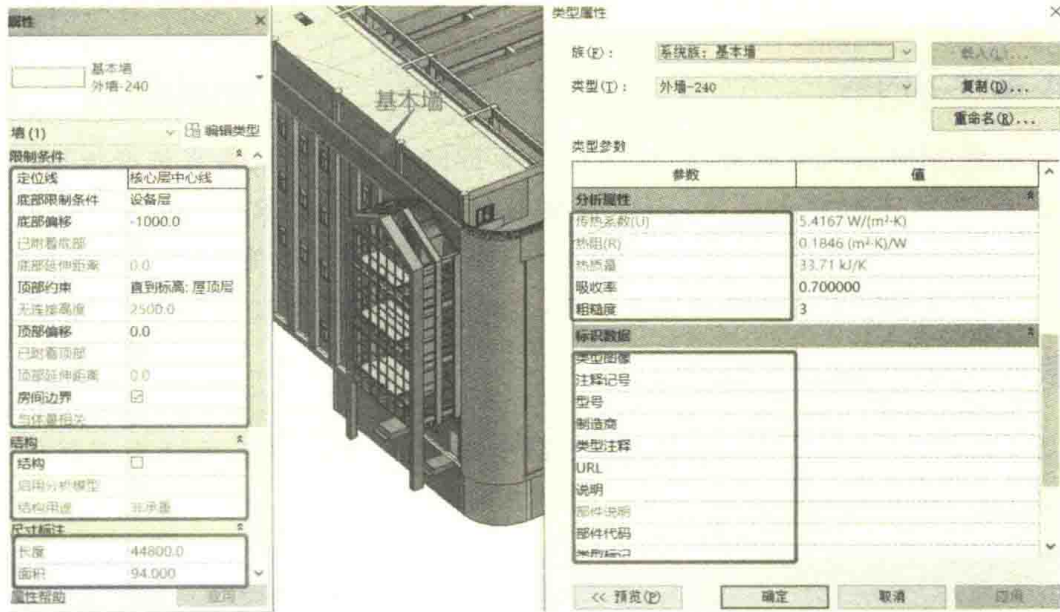 属性
基本墙
外墙-240
墙 (1)
编辑类型
限制条件
定位线 核心层中心线
底部限制条件 设备层
底部偏移 -1000.0
已附着底部
底部延伸距离 0.0
顶部约束 直到标高: 屋顶层
无连接高度 2500.0
顶部偏移 0.0
已附着顶部
顶部延伸距离 0.0
房间边界
与体量相关
结构
结构
启用分析模型
结构用途 非承重
尺寸标注
长度 44800.0
面积 94.000
属性帮助 应用
基本墙
类型属性
族(F): 系统族: 基本墙 载入(L)...
类型(T): 外墙-240 复制(D)...
重命名(R)...
类型参数
参数 值
分析属性
传热系数(U) 5.4167 W/(m²·K)
热阻(R) 0.1846 (m²·K)/W
热质量 33.71 kJ/K
吸收率 0.700000
粗糙度 3
标识数据
类型图像
注释记号
型号
制造商
类型注释
URL
说明
部件说明
部件代码
类型标记
<< 预览(P) 确定 取消 应用